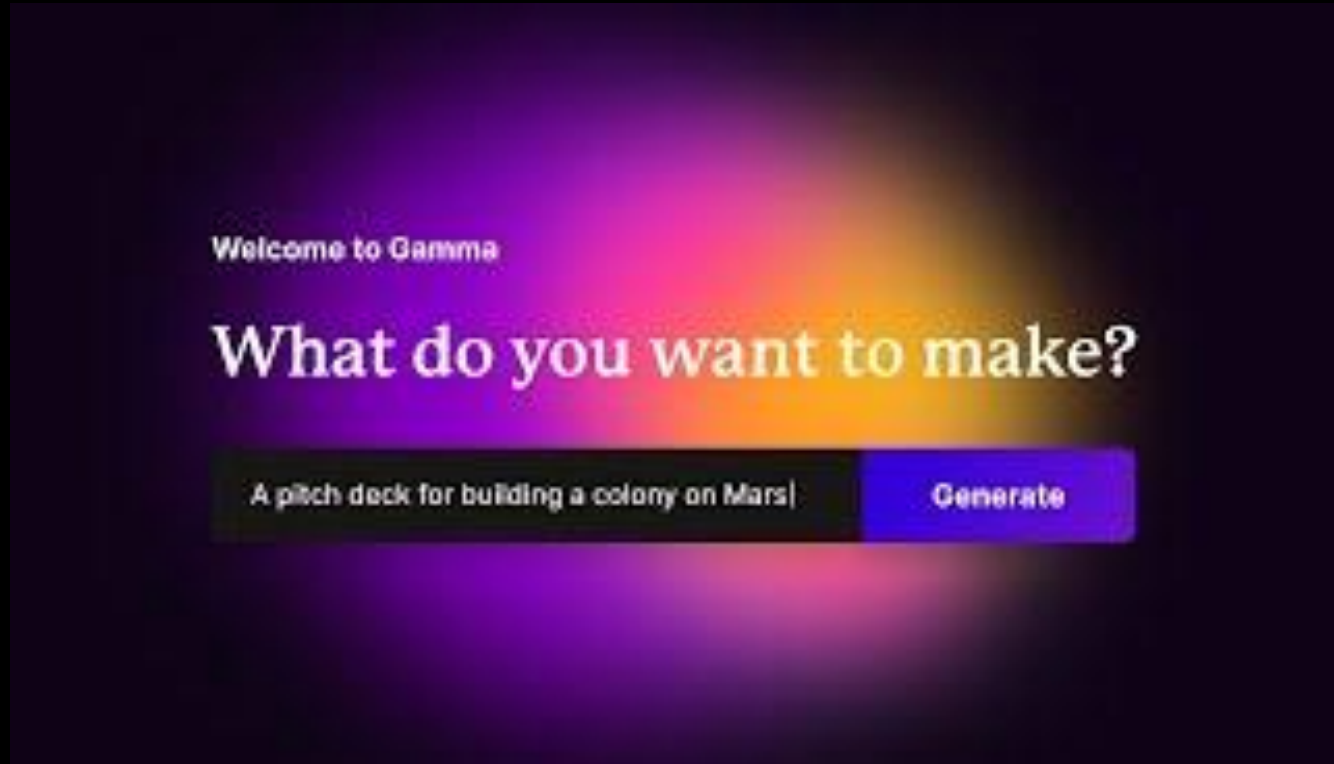 Welcome to Gamma
What do you want to make?
A pitch deck for building a colony on Mars
Generate